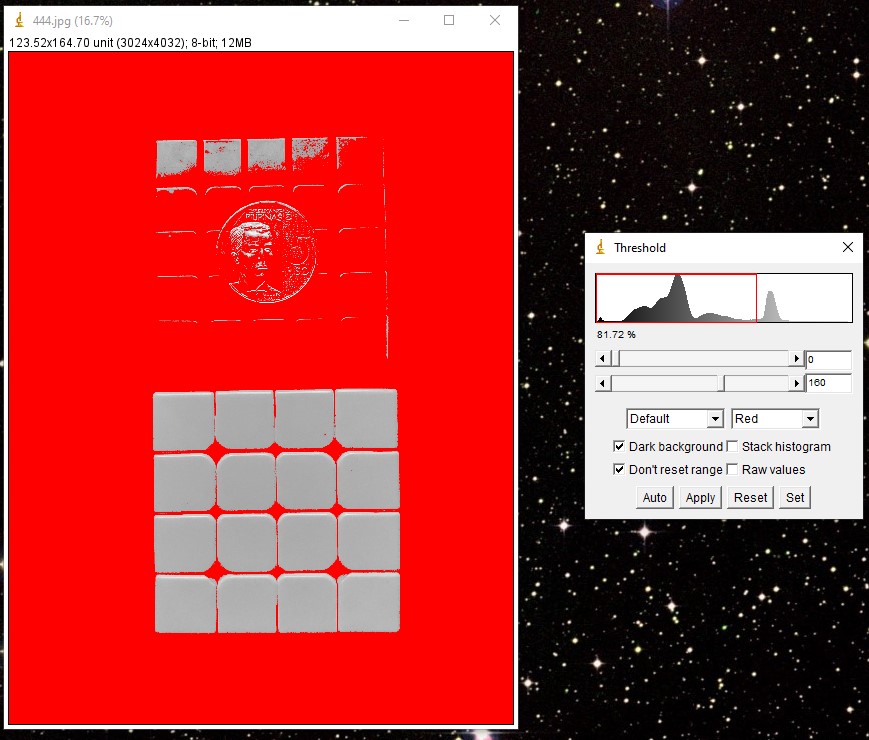 444.jpg (16.7%)
123.52x164.70 unit (3024x4032); 8-bit; 12MB
PILIPINAS
Threshold
81.72 %
0
160
Default
Red
Dark background
Stack histogram
Don't reset range
Raw values
Auto
Apply
Reset
Set